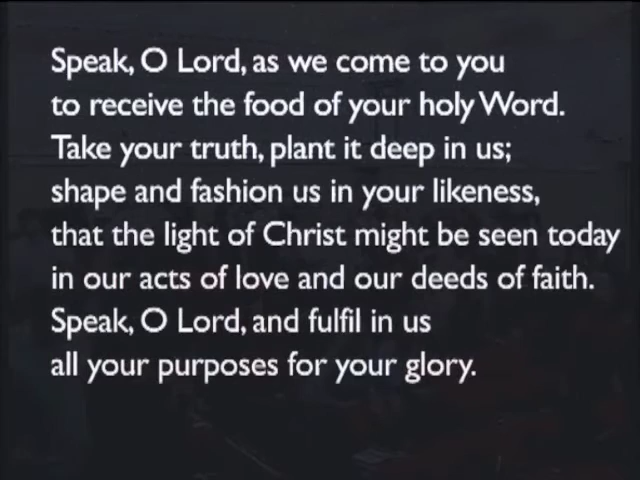 Speak, O Lord, as we come to you
to receive the food of your holy Word.
Take your truth, plant it deep in us;
shape and fashion us in your likeness,
that the light of Christ might be seen today
in our acts of love and our deeds of faith.
Speak, O Lord, and fulfil in us
all your purposes for your glory.